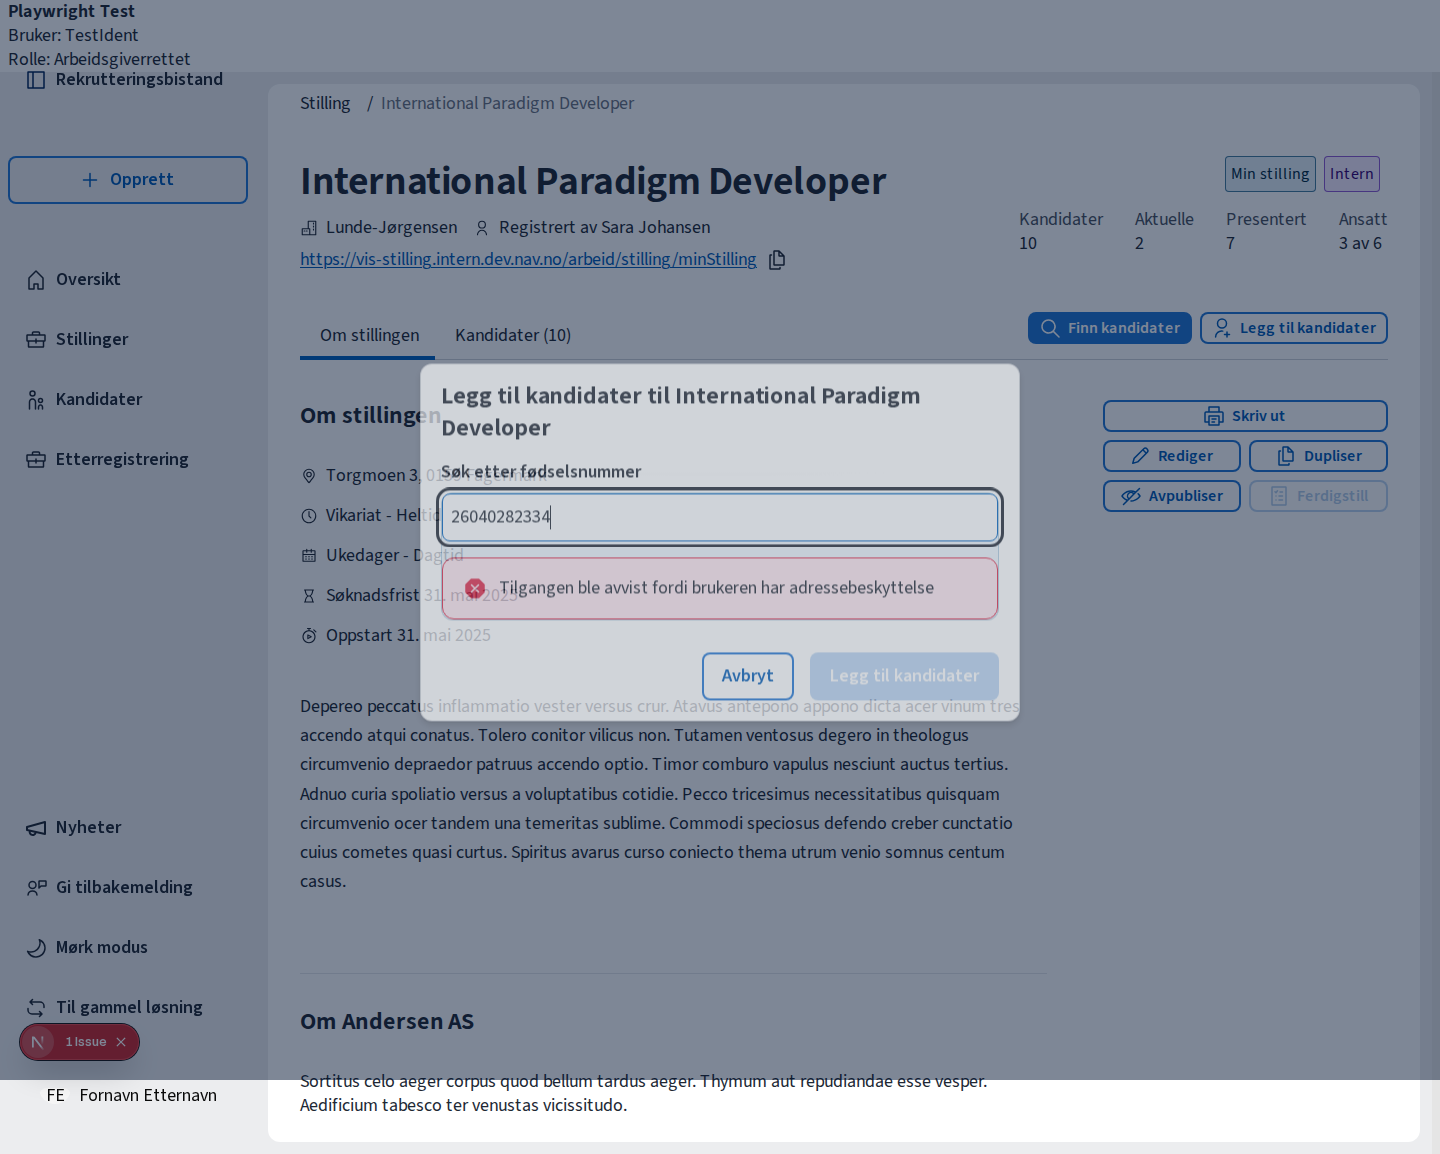 Playwright Test
Bruker: TestIdent
Rolle: Arbeidsgiverrettet
Rekrutteringsbistand
Opprett
Oversikt
Stillinger
Kandidater
Etterregistrering
Nyheter
Gi tilbakemelding
Mørk modus
Til gammel løsning
1 Issue
FE Fornavn Etternavn
Stilling / International Paradigm Developer
International Paradigm Developer
Min stilling Intern
Lunde-Jørgensen Registrert av Sara Johansen
https://vis-stilling.intern.dev.nav.no/arbeid/stilling/minStilling
Kandidater Aktuelle Presentert Ansatt
10 2 7 3 av 6
Om stillingen Kandidater (10)
Finn kandidater Legg til kandidater
Om stillingen
Torgmoen 3,
Vikariat - Heltid
Ukedager - Dagtid
Søknadsfrist 31. mai 2025
Oppstart 31. mai 2025
Skriv ut
Rediger Dupliser
Avpubliser Ferdigstill
Legg til kandidater til International Paradigm
Developer
Søk etter fødselsnummer
26040282334
Tilgangen ble avvist fordi brukeren har adressebeskyttelse
Avbryt Legg til kandidater
Depereo peccatus inflammatio vester versus crur. Atavus antepono appono dicta acer vinum tres
accendo atqui conatus. Tolero conitor vilicus non. Tutamen ventosus degero in theologus
circumvenio depraedor patruus accendo optio. Timor comburo vapulus nesciunt auctus tertius.
Adnuo curia spoliatio versus a voluptatibus cotidie. Pecco tricesimus necessitatibus quisquam
circumvenio ocer tandem una temeritas sublime. Commodi speciosus defendo creber cunctatio
cuius cometes quasi curtus. Spiritus avarus curso coniecto thema utrum venio somnus centum
casus.
Om Andersen AS
Sortitus celo aeger corpus quod bellum tardus aeger. Thymum aut repudiandae esse vesper.
Aedificium tabesco ter venustas vicissitudo.